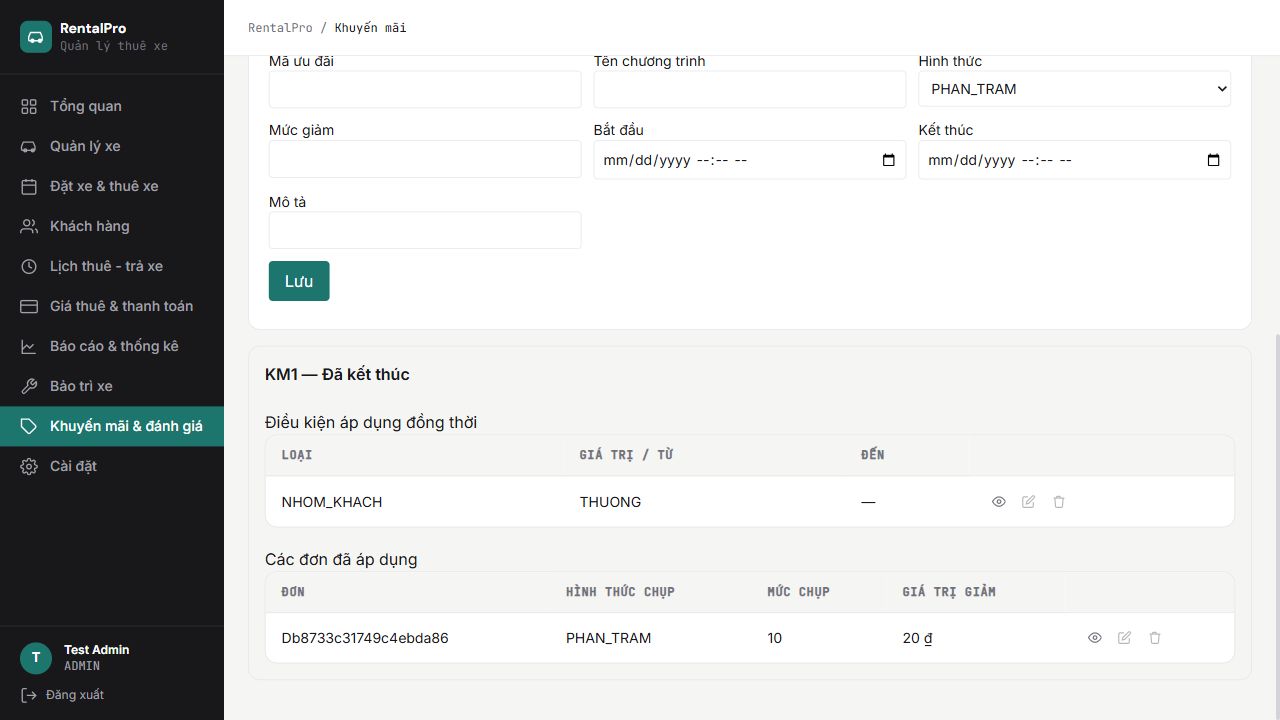 RentalPro
Quản lý thuê xe
Tổng quan
Quản lý xe
Đặt xe & thuê xe
Khách hàng
Lịch thuê - trả xe
Giá thuê & thanh toán
Báo cáo & thống kê
Bảo trì xe
Khuyến mãi & đánh giá
Cài đặt
T
Test Admin
ADMIN
Đăng xuất
RentalPro / Khuyến mãi
Mã ưu đãi
Tên chương trình
Hình thức
PHAN_TRAM
Mức giảm
Bắt đầu
Kết thúc
mm/dd/yyyy --:-- --
mm/dd/yyyy --:-- --
Mô tả
Lưu
KM1 — Đã kết thúc
Điều kiện áp dụng đồng thời
LOẠI GIÁ TRỊ / TỪ ĐẾN
NHOM_KHACH THUONG —
Các đơn đã áp dụng
ĐƠN HÌNH THỨC CHỤP MỨC CHỤP GIÁ TRỊ GIẢM
Db8733c31749c4ebda86 PHAN_TRAM 10 20 ₫